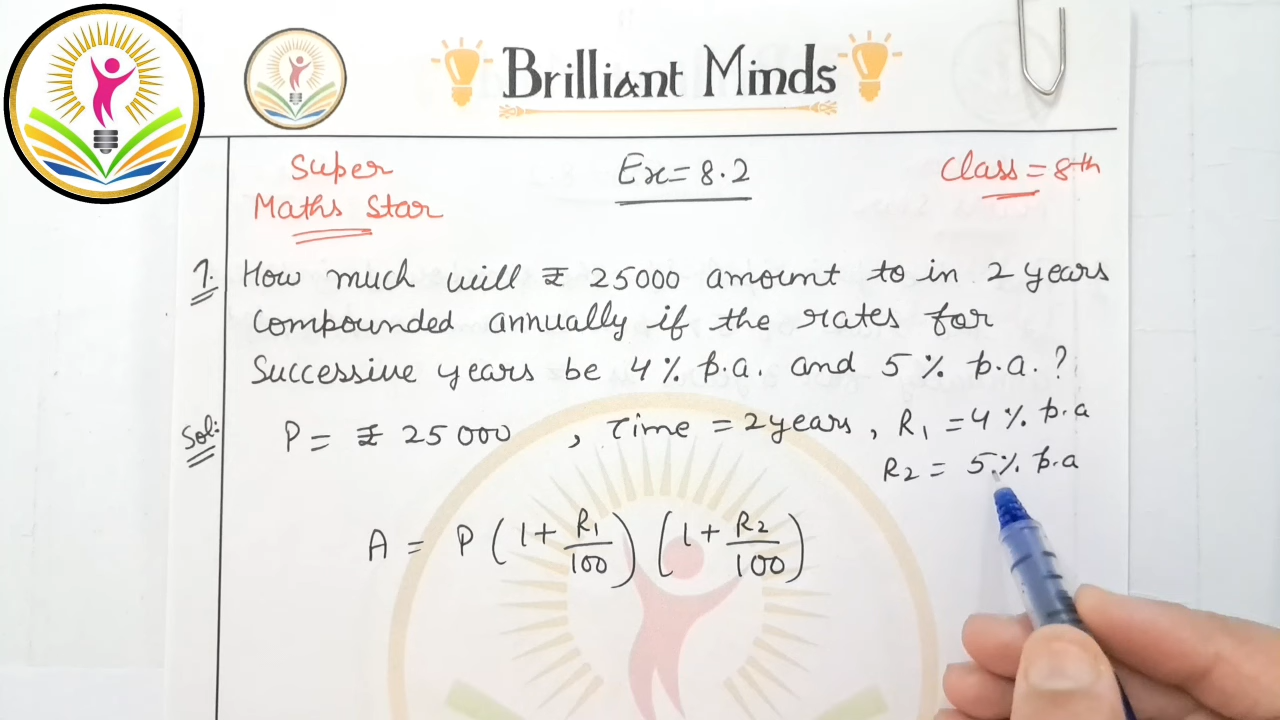 Brilliant Minds
Super Maths Star
Ex = 8.2
Class = 8th
7. How much will ₹ 25000 amount to in 2 years
Compounded annually if the rates for
Successive years be 4 % p.a. and 5 % p.a. ?
Sol: P = ₹ 25000 , Time = 2 years, R₁ = 4 % p.a
R₂ = 5 % p.a
A = P (1 + R₁/100) (1 + R₂/100)